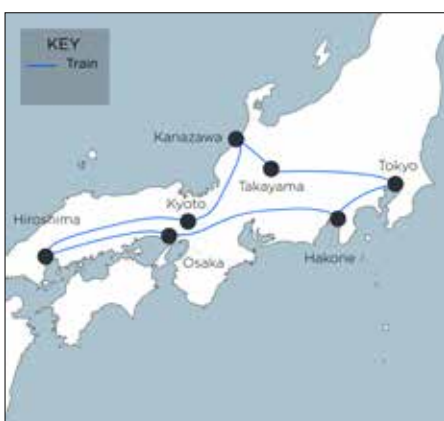 KEY
Train
Kanazawa
Takayama
Tokyo
Kyoto
Hiroshima
Osaka
Hakone